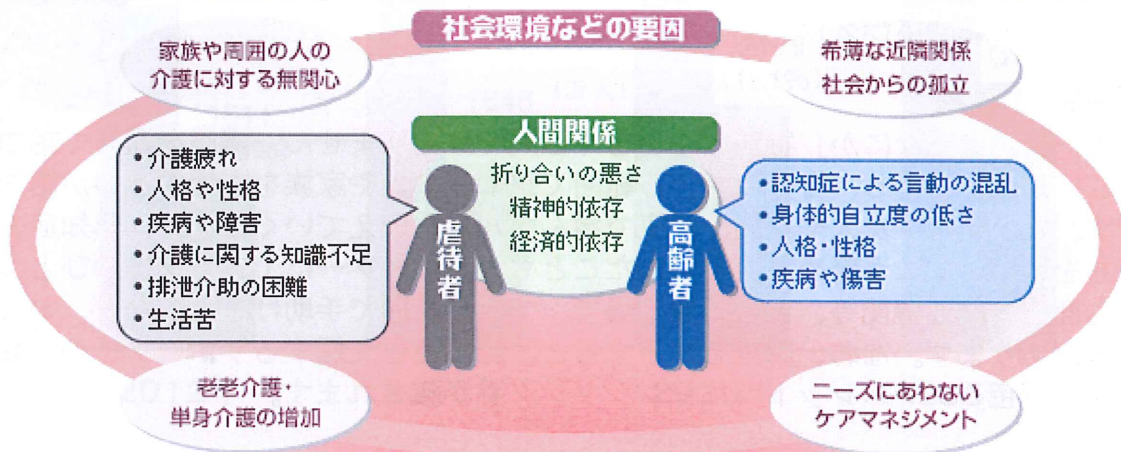 社会環境などの要因
家族や周囲の人の
介護に対する無関心
希薄な近隣関係
社会からの孤立
人間関係
折り合いの悪さ
精神的依存
経済的依存
• 介護疲れ
• 人格や性格
• 疾病や障害
• 介護に関する知識不足
• 排泄介助の困難
• 生活苦
虐待者
高齢者
• 認知症による言動の混乱
• 身体的自立度の低さ
• 人格・性格
• 疾病や傷害
老老介護・
単身介護の増加
ニーズにあわない
ケアマネジメント